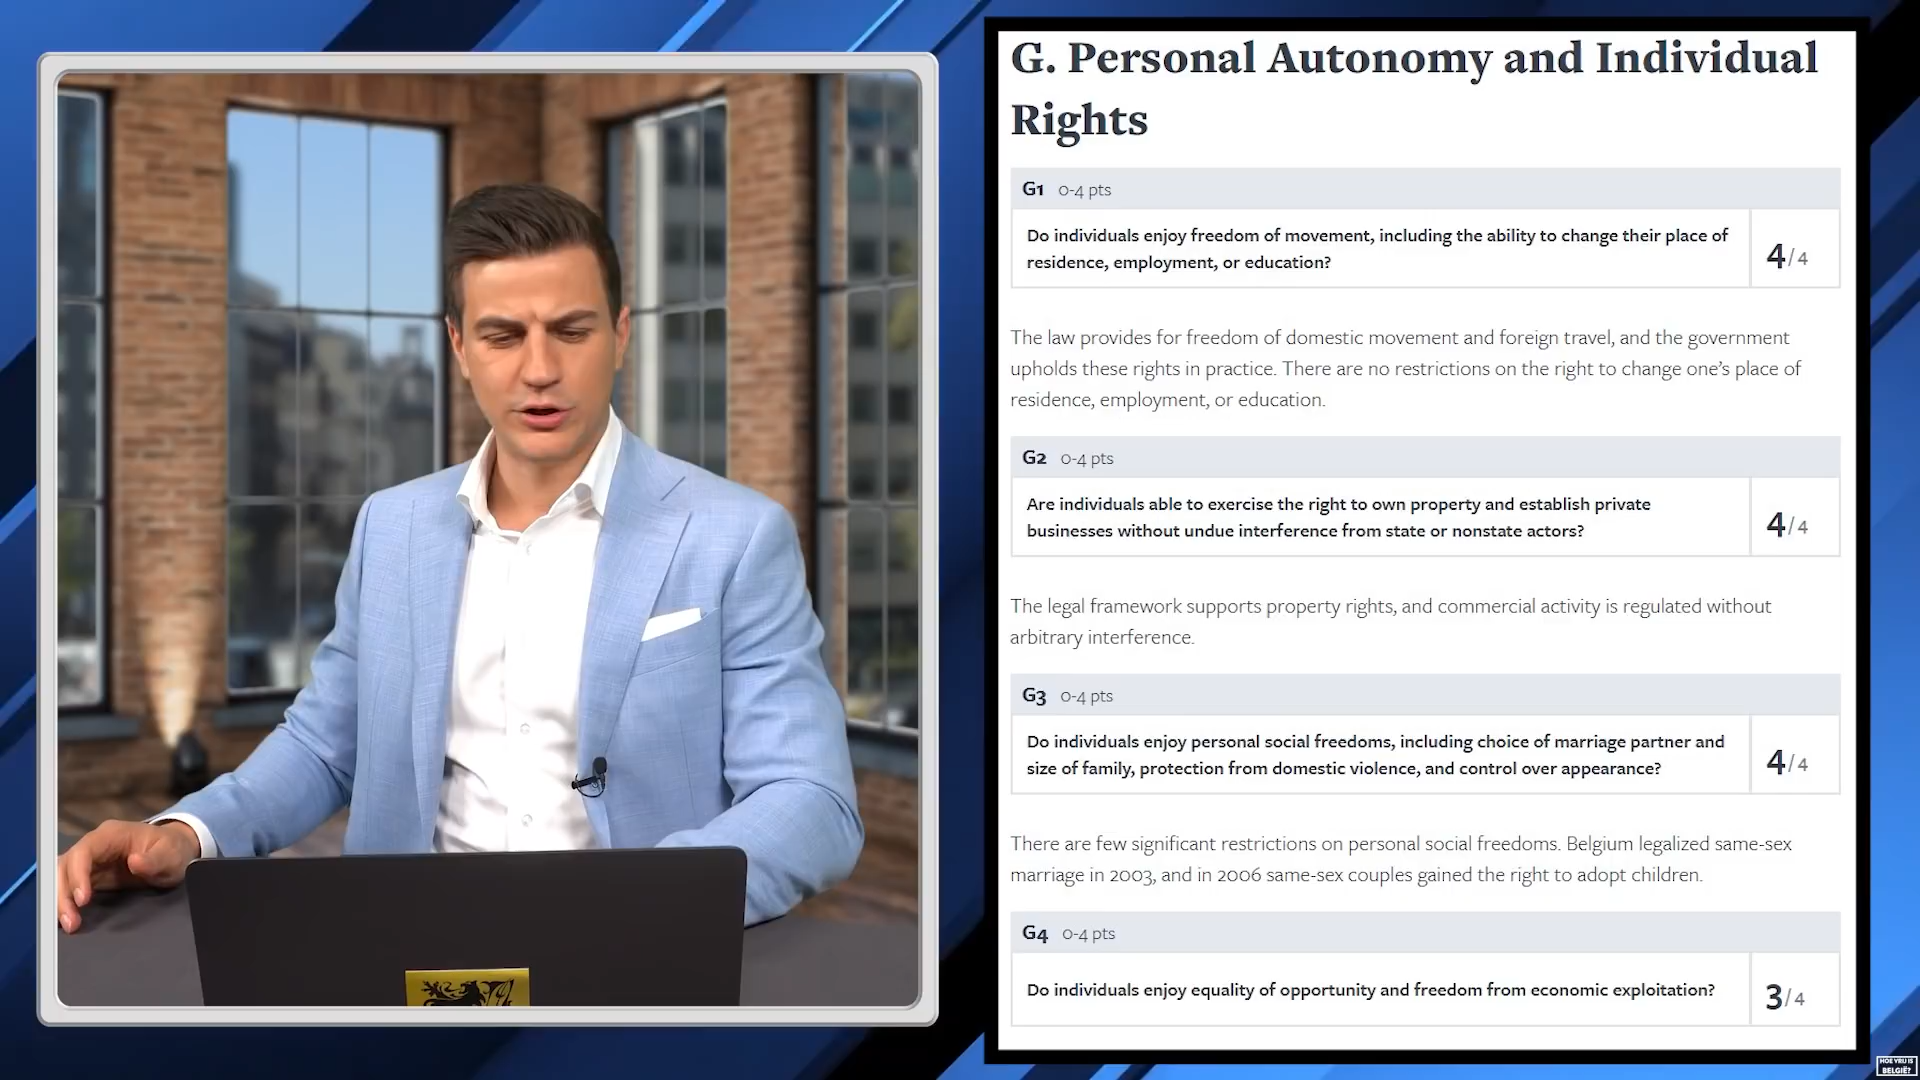 G. Personal Autonomy and Individual
Rights
G1 0-4 pts
Do individuals enjoy freedom of movement, including the ability to change their place of
residence, employment, or education?
4/4
The law provides for freedom of domestic movement and foreign travel, and the government
upholds these rights in practice. There are no restrictions on the right to change one’s place of
residence, employment, or education.
G2 0-4 pts
Are individuals able to exercise the right to own property and establish private
businesses without undue interference from state or nonstate actors?
4/4
The legal framework supports property rights, and commercial activity is regulated without
arbitrary interference.
G3 0-4 pts
Do individuals enjoy personal social freedoms, including choice of marriage partner and
size of family, protection from domestic violence, and control over appearance?
4/4
There are few significant restrictions on personal social freedoms. Belgium legalized same-sex
marriage in 2003, and in 2006 same-sex couples gained the right to adopt children.
G4 0-4 pts
Do individuals enjoy equality of opportunity and freedom from economic exploitation?
3/4
HOE VRIJ IS
BELGIË?